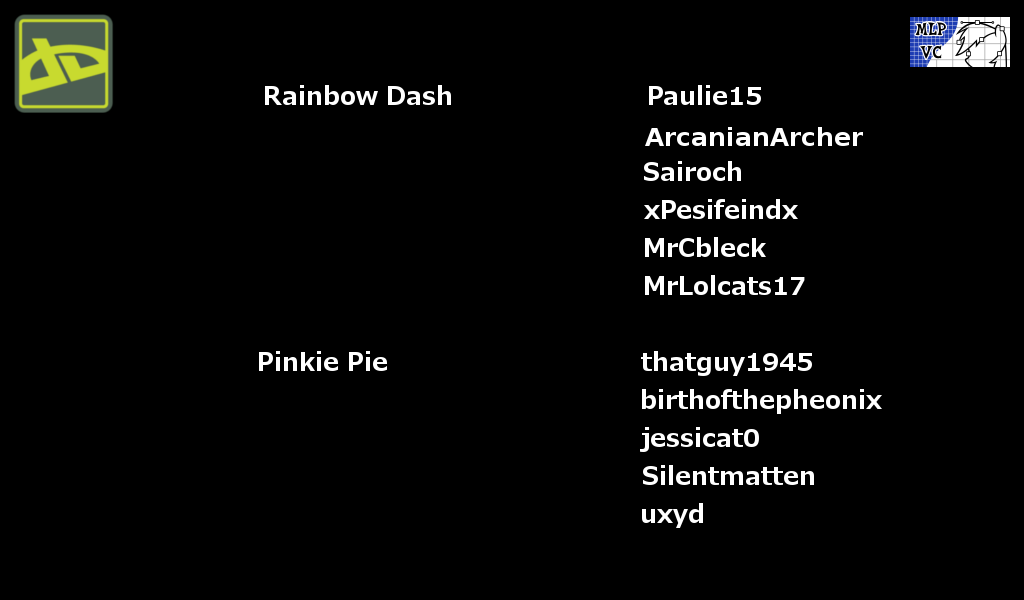 MLP
VC
Rainbow Dash Paulie15
ArcanianArcher
Sairoch
xPesifeindx
MrCbleck
MrLolcats17
Pinkie Pie thatguy1945
birthofthepheonix
jessicat0
Silentmatten
uxyd